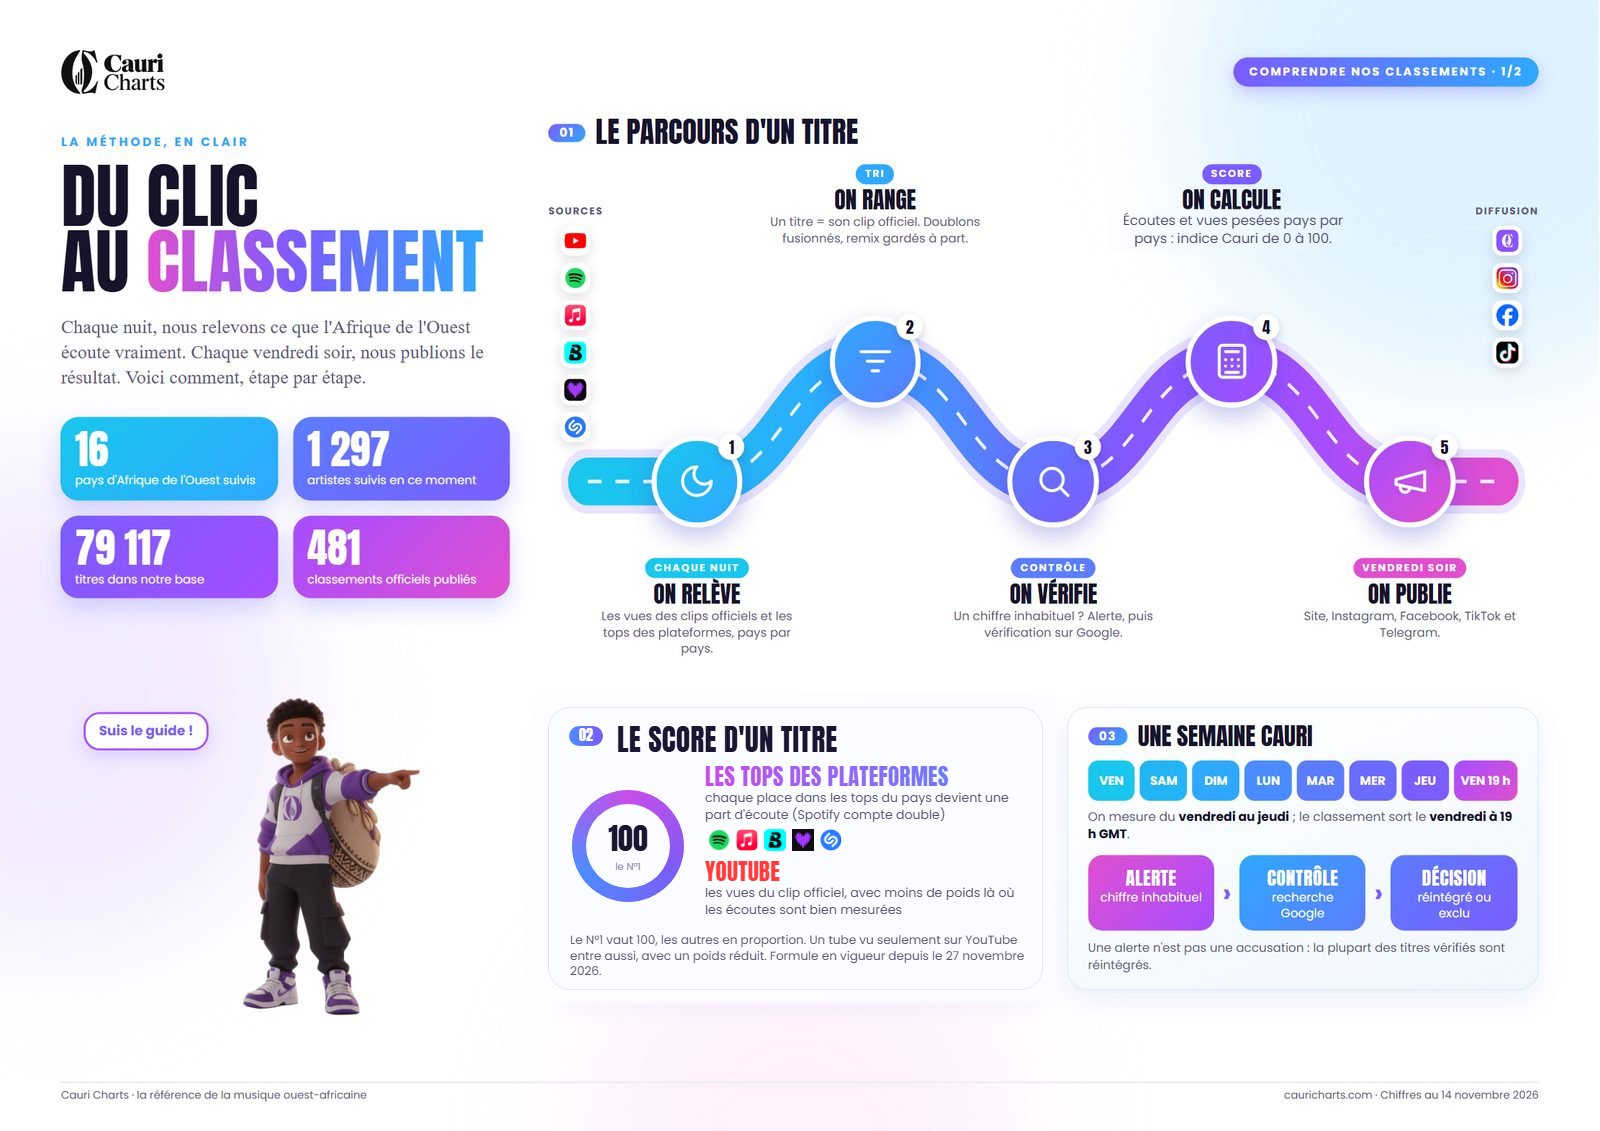 Cauri
Charts
COMPRENDRE NOS CLASSEMENTS · 1/2
LA MÉTHODE, EN CLAIR
DU CLIC
AU CLASSEMENT
Chaque nuit, nous relevons ce que l'Afrique de l'Ouest
écoute vraiment. Chaque vendredi soir, nous publions le
résultat. Voici comment, étape par étape.
16
pays d'Afrique de l'Ouest suivis
1 297
artistes suivis en ce moment
79 117
titres dans notre base
481
classements officiels publiés
Suis le guide !
01 LE PARCOURS D'UN TITRE
SOURCES
TRI
ON RANGE
Un titre = son clip officiel. Doublons
fusionnés, remix gardés à part.
SCORE
ON CALCULE
Écoutes et vues pesées pays par
pays : indice Cauri de 0 à 100.
DIFFUSION
1
2
3
4
5
CHAQUE NUIT
ON RELÈVE
Les vues des clips officiels et les
tops des plateformes, pays par
pays.
CONTRÔLE
ON VÉRIFIE
Un chiffre inhabituel ? Alerte, puis
vérification sur Google.
VENDREDI SOIR
ON PUBLIE
Site, Instagram, Facebook, TikTok et
Telegram.
02 LE SCORE D'UN TITRE
100
le N°1
LES TOPS DES PLATEFORMES
chaque place dans les tops du pays devient une
part d'écoute (Spotify compte double)
YOUTUBE
les vues du clip officiel, avec moins de poids là où
les écoutes sont bien mesurées
Le N°1 vaut 100, les autres en proportion. Un tube vu seulement sur YouTube
entre aussi, avec un poids réduit. Formule en vigueur depuis le 27 novembre
2026.
03 UNE SEMAINE CAURI
VEN SAM DIM LUN MAR MER JEU VEN 19 h
On mesure du vendredi au jeudi ; le classement sort le vendredi à 19
h GMT.
ALERTE
chiffre inhabituel
›
CONTRÔLE
recherche
Google
›
DÉCISION
réintégré ou
exclu
Une alerte n'est pas une accusation : la plupart des titres vérifiés sont
réintégrés.
Cauri Charts · la référence de la musique ouest-africaine
cauricharts.com · Chiffres au 14 novembre 2026